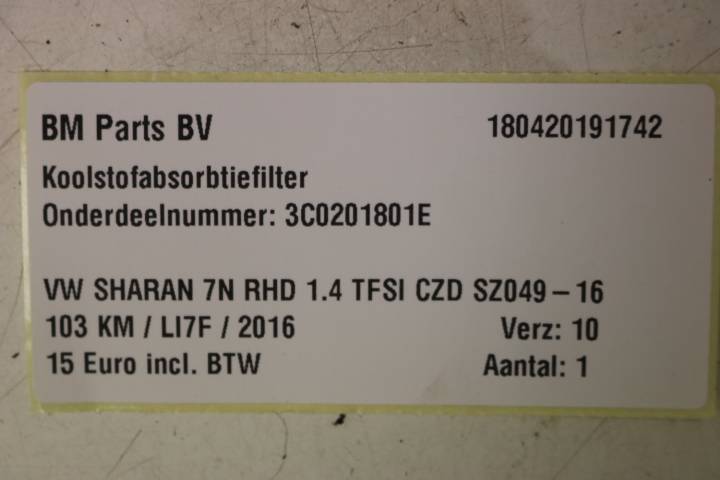 BM Parts BV 180420191742
Koolstofabsorbtiefilter
Onderdeelnummer: 3C0201801E
VW SHARAN 7N RHD 1.4 TFSI CZD SZ049-16
103 KM / LI7F / 2016 Verz: 10
15 Euro incl. BTW Aantal: 1